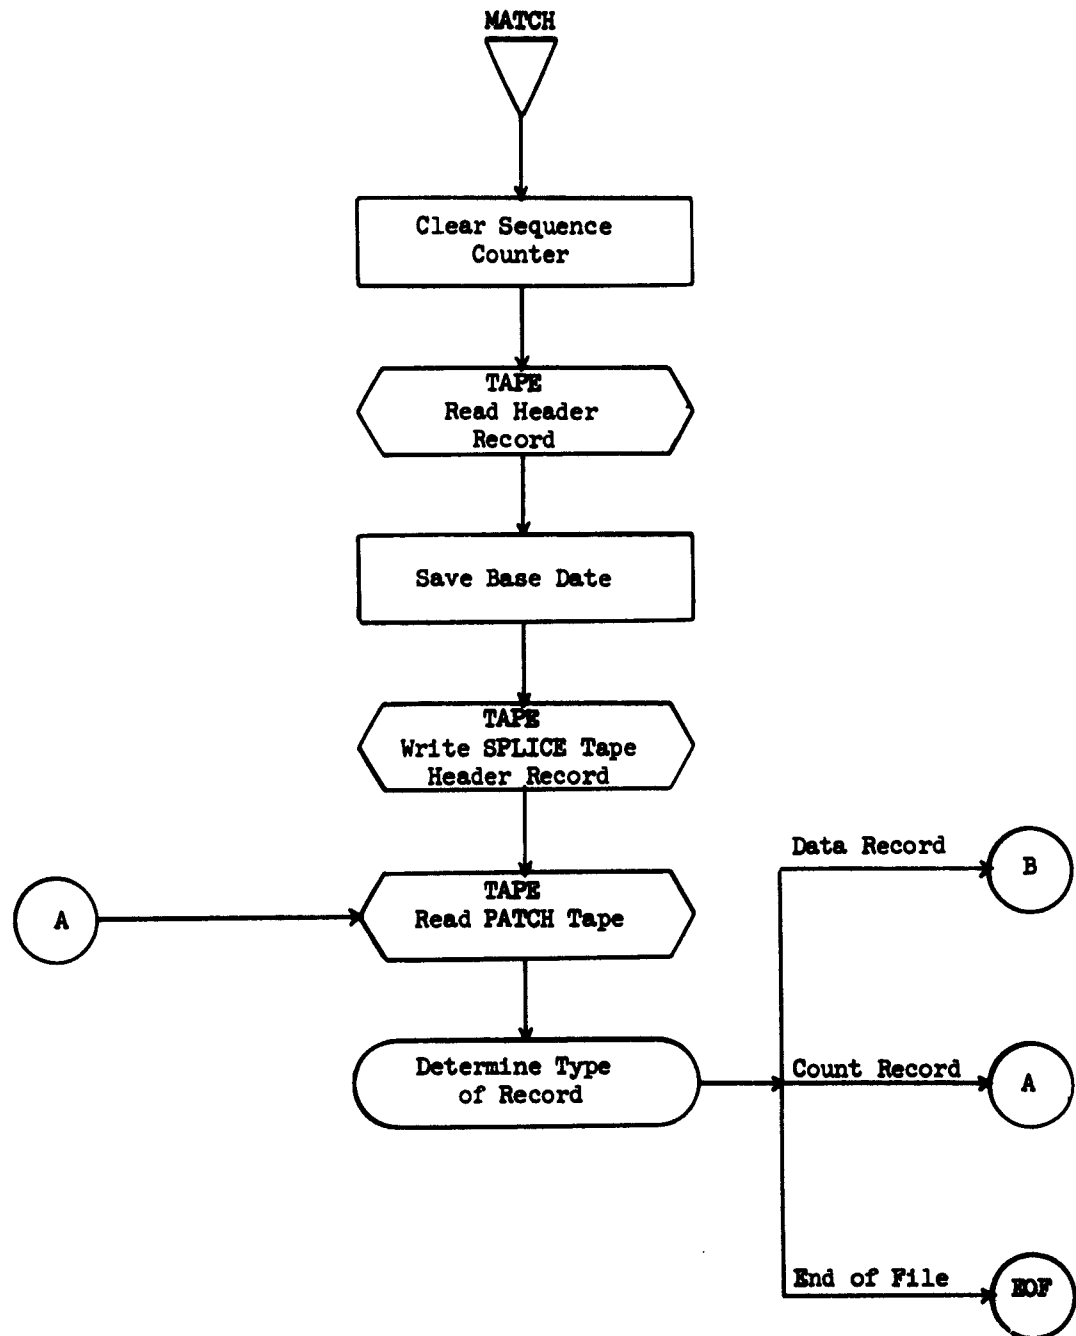 MATCH
Clear Sequence
Counter
TAPE
Read Header
Record
Save Base Date
TAPE
Write SPLICE Tape
Header Record
TAPE
Read PATCH Tape
A
Determine Type
of Record
Data Record
B
Count Record
A
End of File
EOF